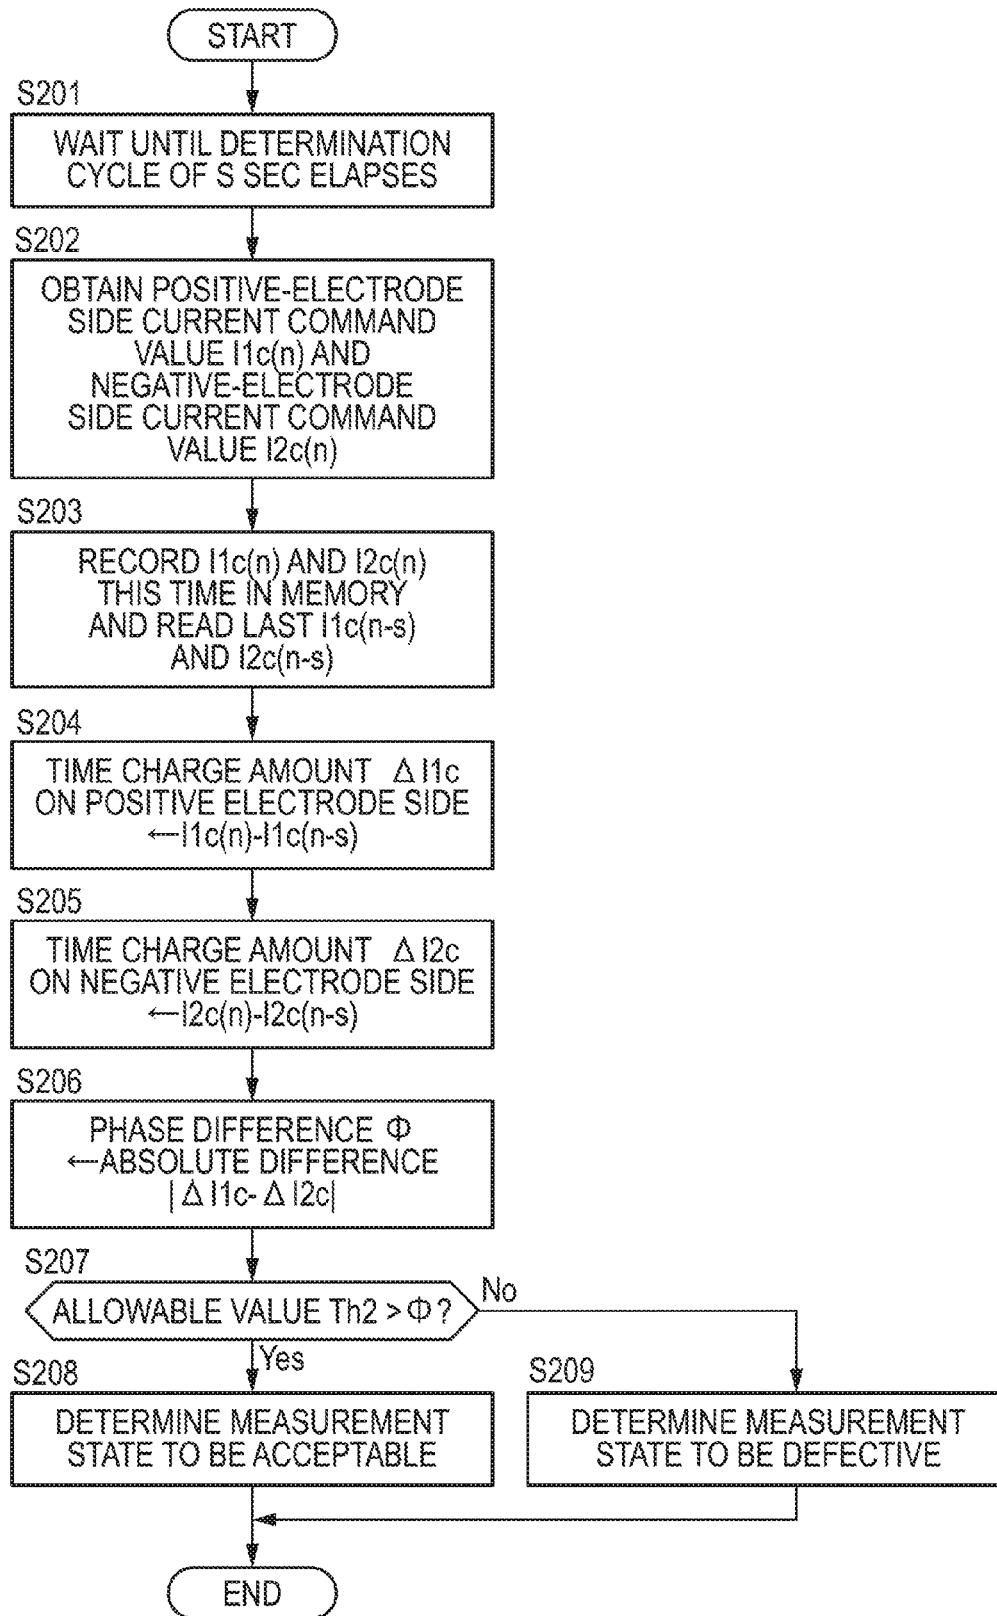 START
S201
WAIT UNTIL DETERMINATION
CYCLE OF S SEC ELAPSES
S202
OBTAIN POSITIVE-ELECTRODE
SIDE CURRENT COMMAND
VALUE I1c(n) AND
NEGATIVE-ELECTRODE
SIDE CURRENT COMMAND
VALUE I2c(n)
S203
RECORD I1c(n) AND I2c(n)
THIS TIME IN MEMORY
AND READ LAST I1c(n-s)
AND I2c(n-s)
S204
TIME CHARGE AMOUNT Δ I1c
ON POSITIVE ELECTRODE SIDE
←I1c(n)-I1c(n-s)
S205
TIME CHARGE AMOUNT Δ I2c
ON NEGATIVE ELECTRODE SIDE
←I2c(n)-I2c(n-s)
S206
PHASE DIFFERENCE Φ
←ABSOLUTE DIFFERENCE
| Δ I1c- Δ I2c|
S207
ALLOWABLE VALUE Th2 > Φ ?
No
Yes
S208
DETERMINE MEASUREMENT
STATE TO BE ACCEPTABLE
S209
DETERMINE MEASUREMENT
STATE TO BE DEFECTIVE
END